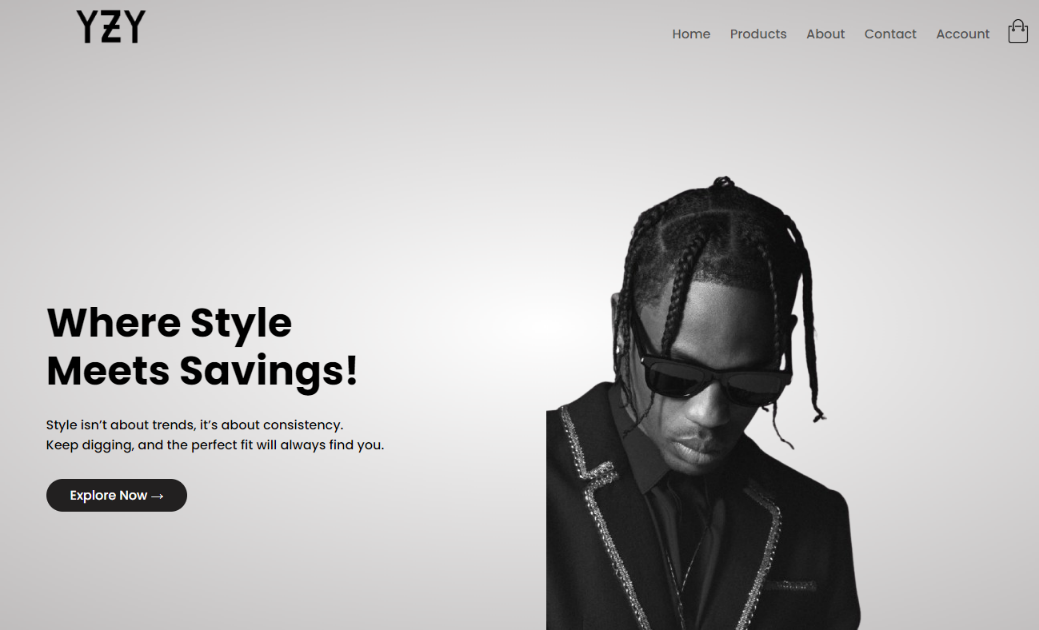 YZY
Home Products About Contact Account
Where Style
Meets Savings!
Style isn’t about trends, it’s about consistency.
Keep digging, and the perfect fit will always find you.
Explore Now →